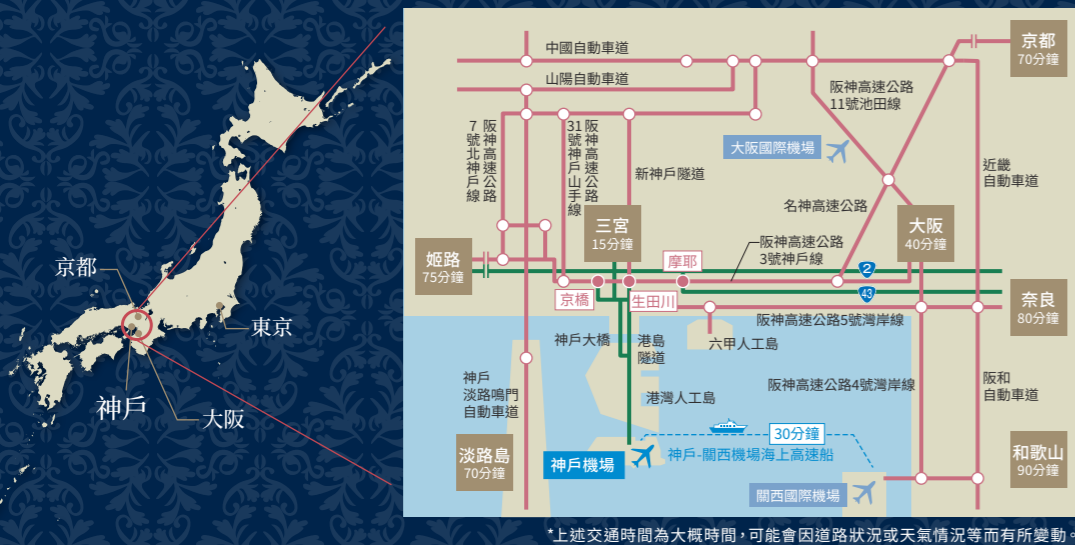 京都
東京
神戶
大阪
中國自動車道
山陽自動車道
阪神高速公路
7號北神戶線
阪神高速公路
31號神戶山手線
新神戶隧道
阪神高速公路
11號池田線
大阪國際機場
名神高速公路
近畿
自動車道
京都
70分鐘
三宮
15分鐘
大阪
40分鐘
姬路
75分鐘
阪神高速公路
3號神戶線
摩耶
京橋
生田川
2
43
奈良
80分鐘
阪神高速公路5號灣岸線
神戶大橋
港島
隧道
六甲人工島
神戶
淡路鳴門
自動車道
港灣人工島
阪神高速公路4號灣岸線
阪和
自動車道
淡路島
70分鐘
神戶機場
30分鐘
神戶-關西機場海上高速船
關西國際機場
和歌山
90分鐘
*上述交通時間為大概時間，可能會因道路狀況或天氣情況等而有所變動。